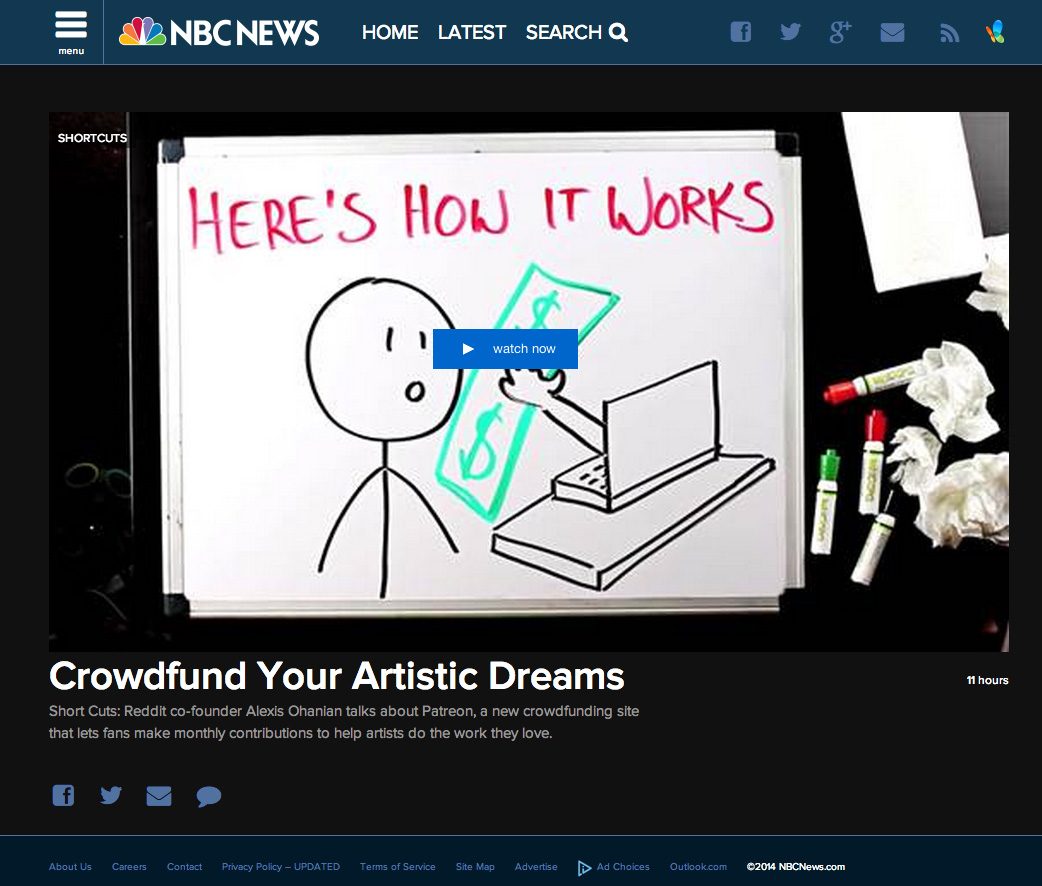 menu
NBC NEWS
HOME LATEST SEARCH
SHORTCUTS
HERE'S HOW IT WORKS
$
watch now
$
Crowdfund Your Artistic Dreams
11 hours
Short Cuts: Reddit co-founder Alexis Ohanian talks about Patreon, a new crowdfunding site
that lets fans make monthly contributions to help artists do the work they love.
About Us Careers Contact Privacy Policy – UPDATED Terms of Service Site Map Advertise Ad Choices Outlook.com ©2014 NBCNews.com